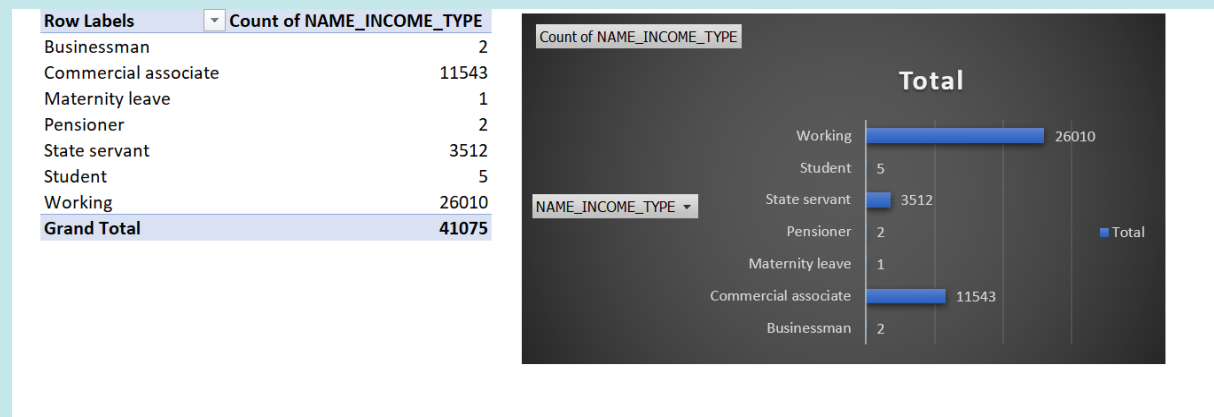 Row Labels Count of NAME_INCOME_TYPE
Businessman 2
Commercial associate 11543
Maternity leave 1
Pensioner 2
State servant 3512
Student 5
Working 26010
Grand Total 41075
Count of NAME_INCOME_TYPE
Total
Working 26010
Student 5
State servant 3512
NAME_INCOME_TYPE
Pensioner 2
Total
Maternity leave 1
Commercial associate 11543
Businessman 2